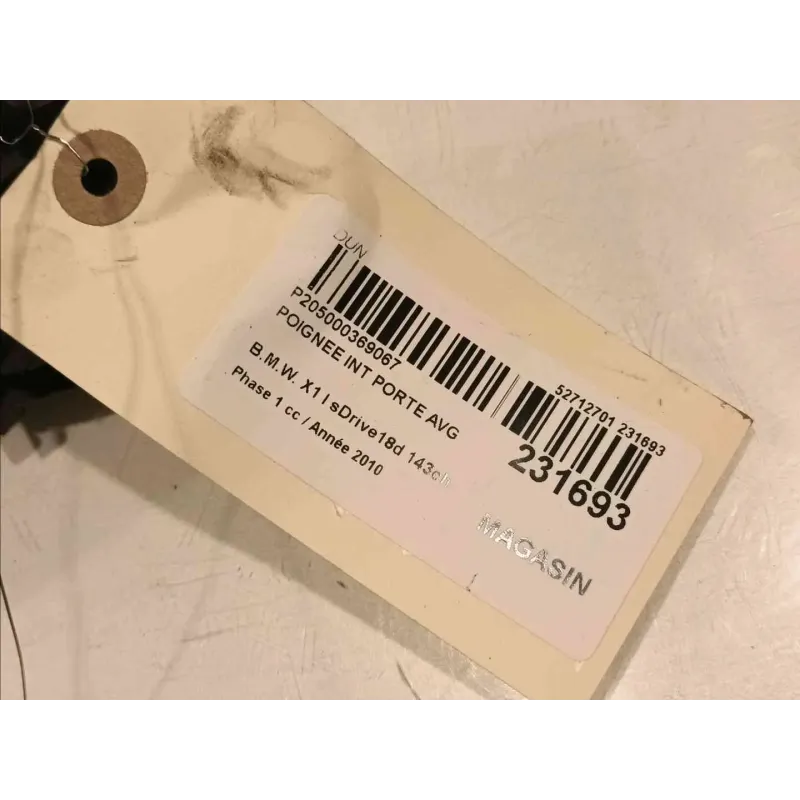 DUN
52712701 231693
P205000369067
POIGNEE INT PORTE AVG
231693
B.M.W. X1 I sDrive18d 143ch
Phase 1 cc / Année 2010
MAGASIN